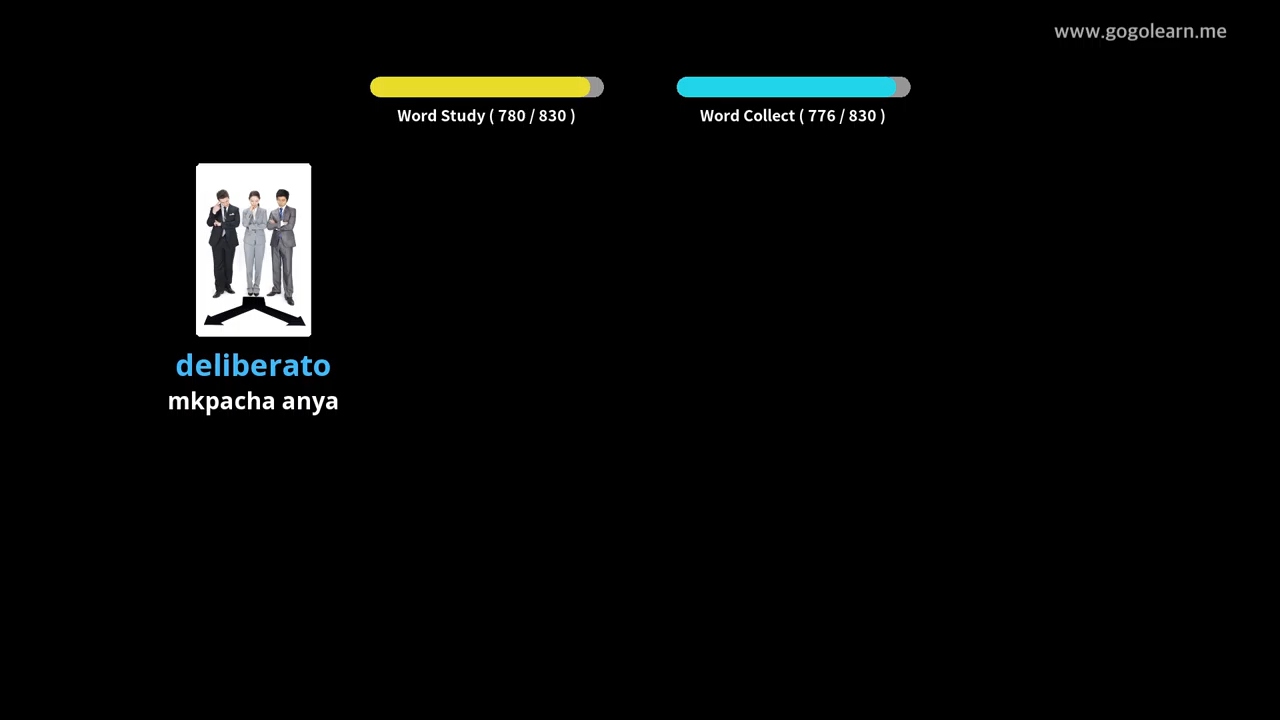 www.gogolearn.me
Word Study ( 780 / 830 )
Word Collect ( 776 / 830 )
deliberato
mkpacha anya